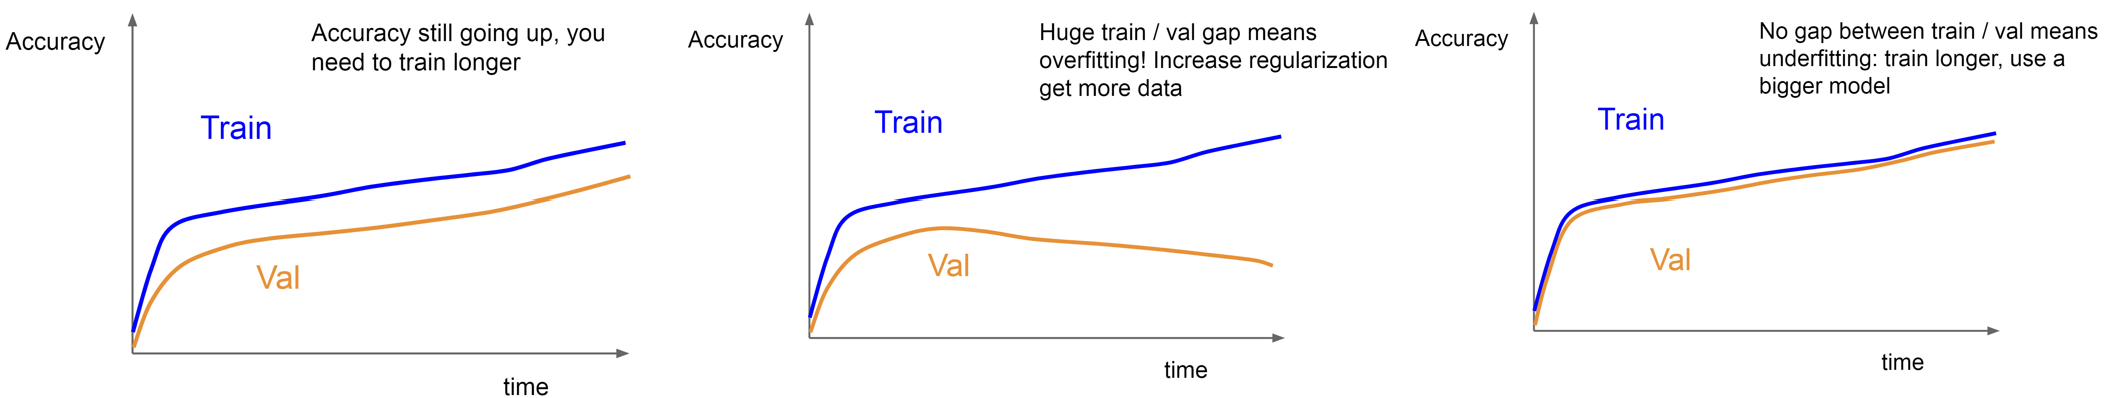 Accuracy
Accuracy still going up, you
need to train longer
Train
Val
time
Accuracy
Huge train / val gap means
overfitting! Increase regularization
get more data
Train
Val
time
Accuracy
No gap between train / val means
underfitting: train longer, use a
bigger model
Train
Val
time